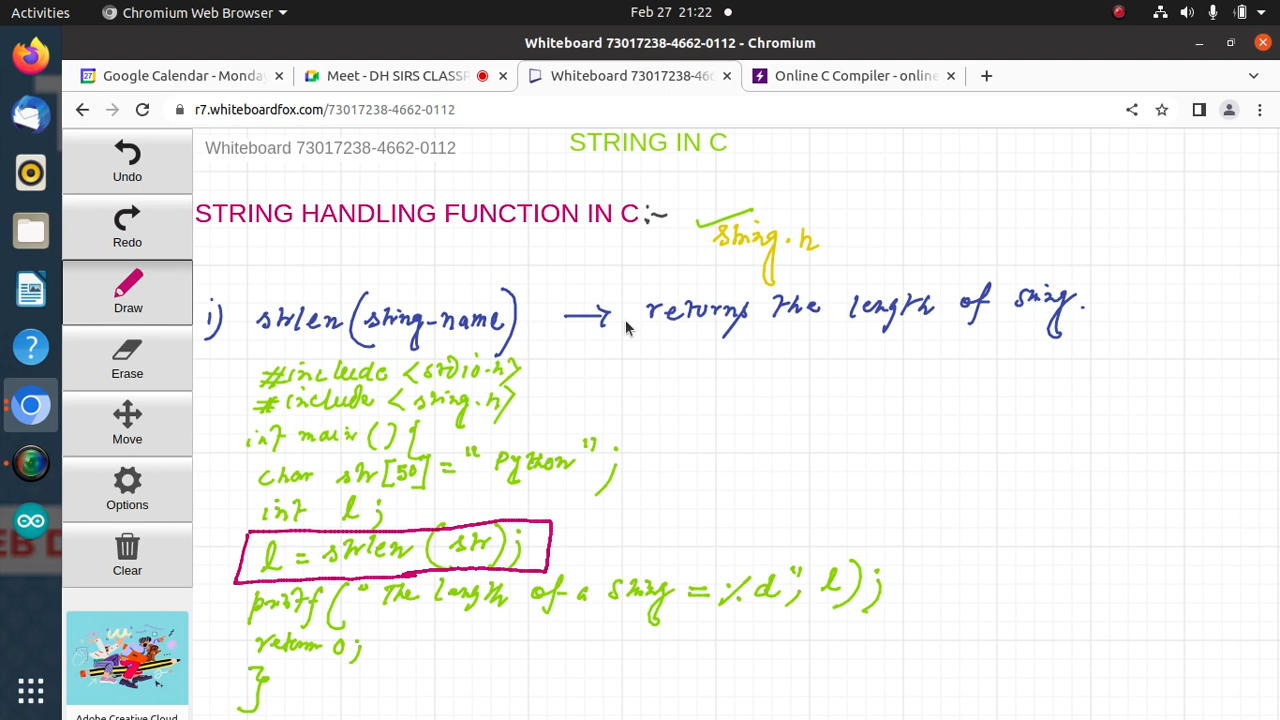 Activities
Chromium Web Browser
Feb 27 21:22
Whiteboard 73017238-4662-0112 - Chromium
27
Google Calendar - Monda
Meet - DH SIRS CLASSR
Whiteboard 73017238-466
Online C Compiler - online
r7.whiteboardfox.com/73017238-4662-0112
Undo
Redo
Draw
Erase
Move
Options
Clear
Adobe Creative Cloud
Whiteboard 73017238-4662-0112
STRING IN C
STRING HANDLING FUNCTION IN C :~
string.h
i) strlen(string-name) → returns the length of string.
#include <stdio.h>
#include <string.h>
int main () {
char str[50] = "Python";
int l;
l = strlen (str);
printf("The length of a string = %d", l);
return 0;
}